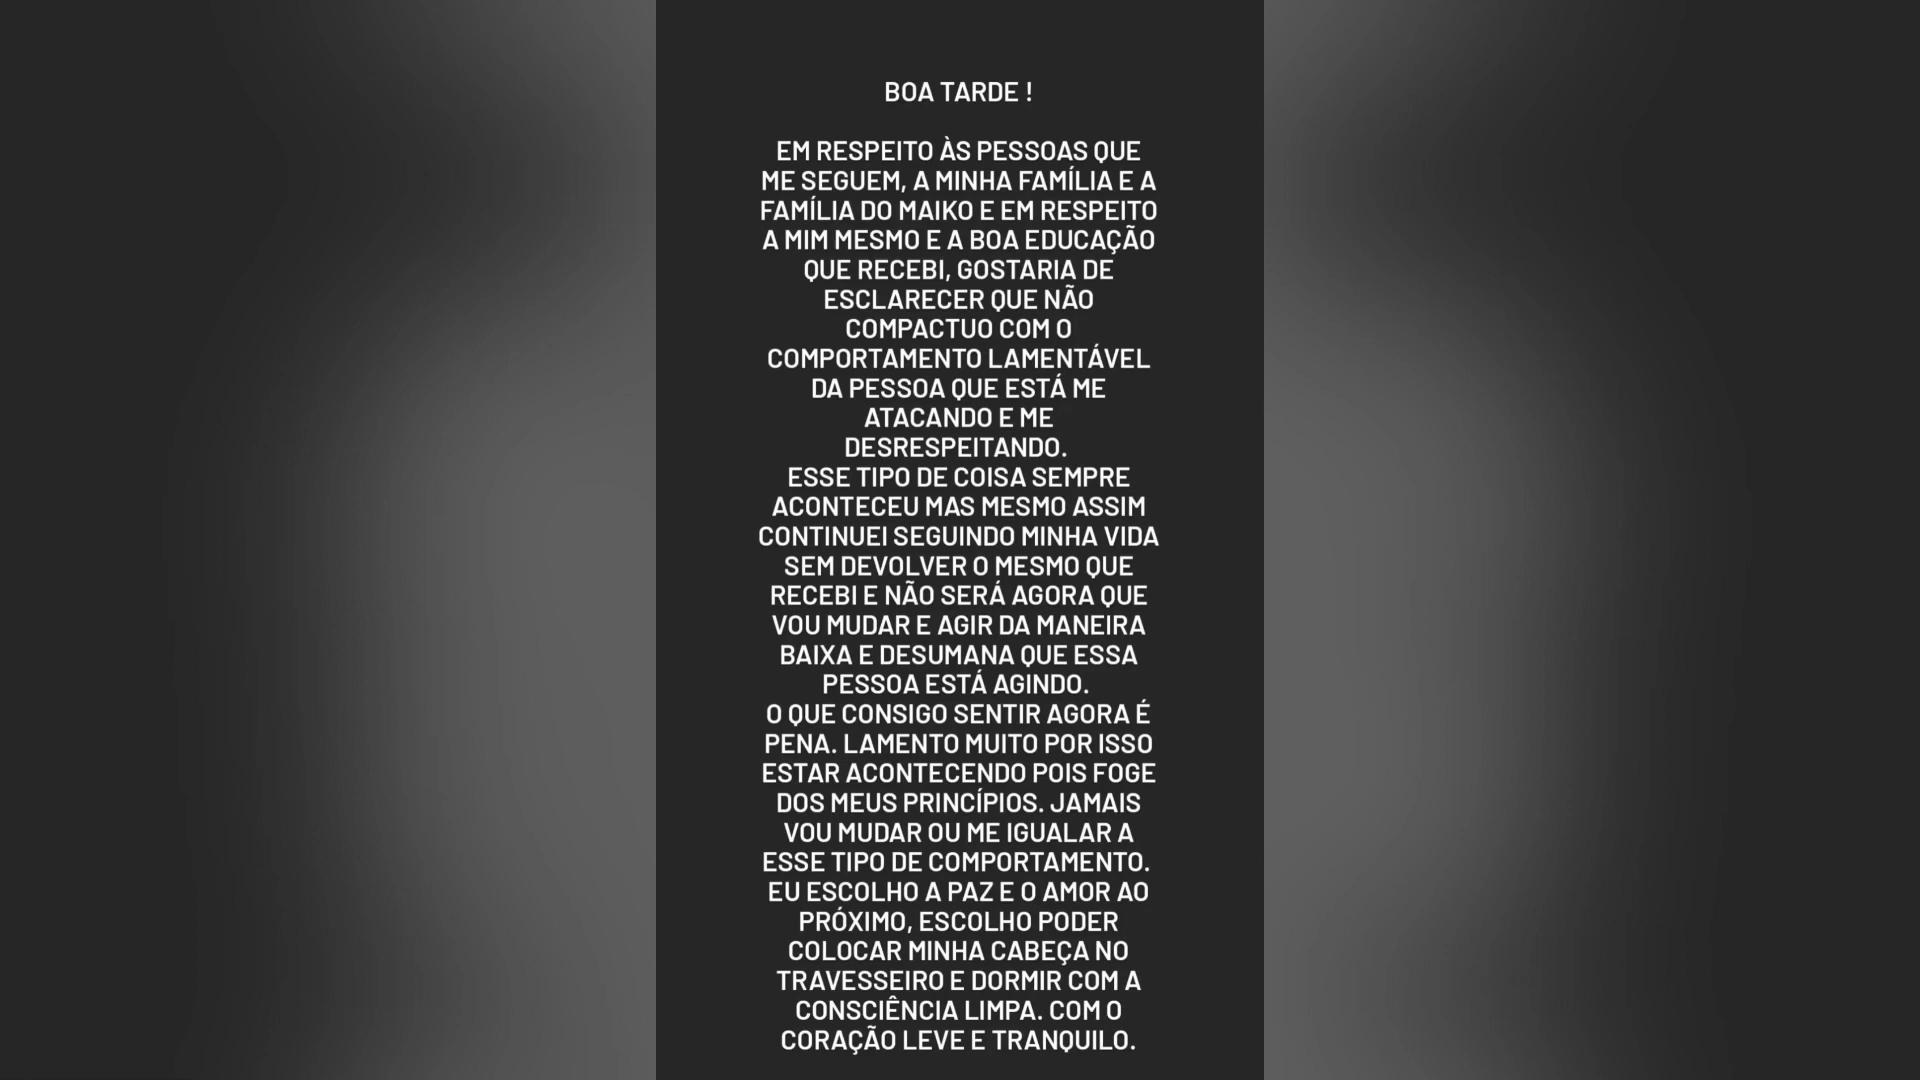 BOA TARDE !
EM RESPEITO ÀS PESSOAS QUE
ME SEGUEM, A MINHA FAMÍLIA E A
FAMÍLIA DO MAIKO E EM RESPEITO
A MIM MESMO E A BOA EDUCAÇÃO
QUE RECEBI, GOSTARIA DE
ESCLARECER QUE NÃO
COMPACTUO COM O
COMPORTAMENTO LAMENTÁVEL
DA PESSOA QUE ESTÁ ME
ATACANDO E ME
DESRESPEITANDO.
ESSE TIPO DE COISA SEMPRE
ACONTECEU MAS MESMO ASSIM
CONTINUEI SEGUINDO MINHA VIDA
SEM DEVOLVER O MESMO QUE
RECEBI E NÃO SERÁ AGORA QUE
VOU MUDAR E AGIR DA MANEIRA
BAIXA E DESUMANA QUE ESSA
PESSOA ESTÁ AGINDO.
O QUE CONSIGO SENTIR AGORA É
PENA. LAMENTO MUITO POR ISSO
ESTAR ACONTECENDO POIS FOGE
DOS MEUS PRINCÍPIOS. JAMAIS
VOU MUDAR OU ME IGUALAR A
ESSE TIPO DE COMPORTAMENTO.
EU ESCOLHO A PAZ E O AMOR AO
PRÓXIMO, ESCOLHO PODER
COLOCAR MINHA CABEÇA NO
TRAVESSEIRO E DORMIR COM A
CONSCIÊNCIA LIMPA. COM O
CORAÇÃO LEVE E TRANQUILO.